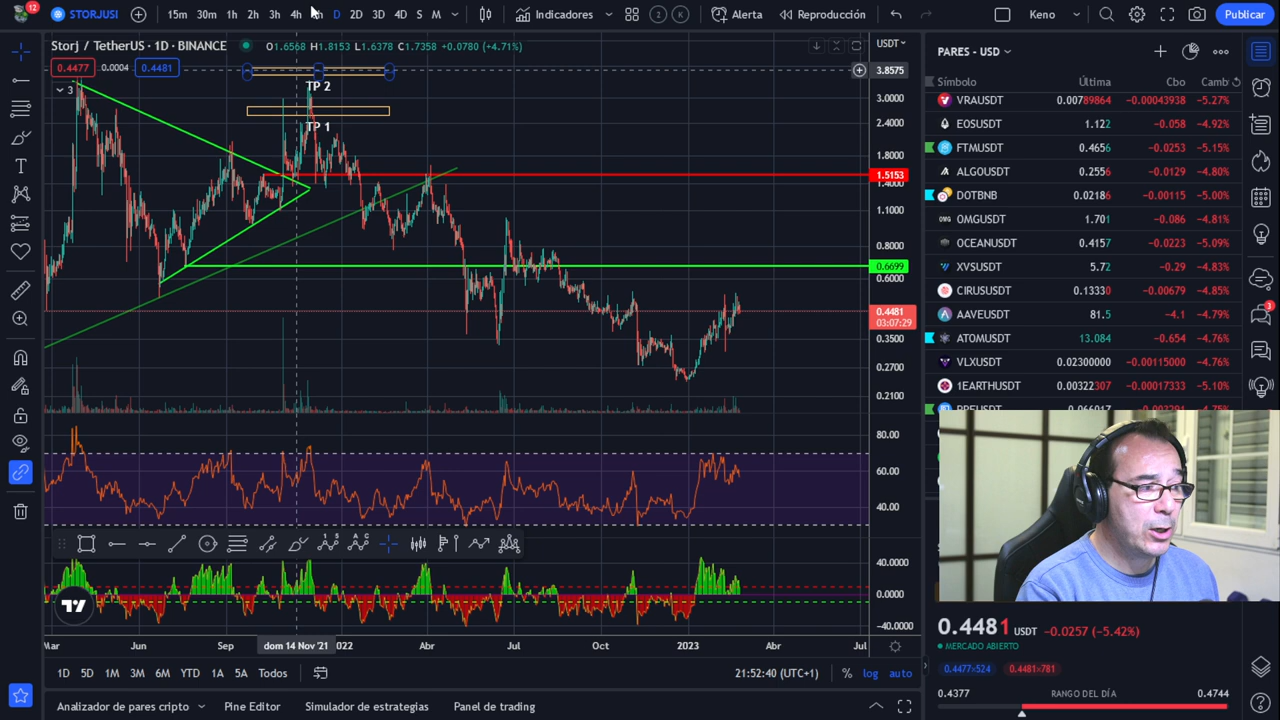 12
STORJUSI
15m 30m 1h 2h 3h 4h D 2D 3D 4D S M
Indicadores
2 K
Alerta
Reproducción
Keno
Publicar
Storj / TetherUS · 1D · BINANCE
O1.6568 H1.8153 L1.6378 C1.7358 +0.0780 (+4.71%)
USDT
0.4477 0.0004 0.4481
3
TP 2
TP 1
3.8575
3.0000
2.4000
1.8000
1.5153
1.4000
1.1000
0.8000
0.6699
0.6000
0.4481
03:07:29
0.3500
0.2700
0.2100
80.00
60.00
40.00
40.0000
0.0000
−40.0000
Mar Jun Sep dom 14 Nov '21 022 Abr Jul Oct 2023 Abr Jul
1D 5D 1M 3M 6M YTD 1A 5A Todos
21:52:40 (UTC+1)
% log auto
Analizador de pares cripto
Pine Editor
Simulador de estrategias
Panel de trading
PARES - USD
Símbolo Última Cbo Camb
VRAUSDT 0.00789864 −0.00043938 −5.27%
EOSUSDT 1.122 −0.058 −4.92%
FTMUSDT 0.4656 −0.0253 −5.15%
ALGOUSDT 0.2556 −0.0129 −4.80%
DOTBNB 0.02186 −0.00115 −5.00%
OMG OMGUSDT 1.701 −0.086 −4.81%
OCEANUSDT 0.4157 −0.0223 −5.09%
XVSUSDT 5.72 −0.29 −4.83%
CIRUSUSDT 0.1330 −0.00679 −4.85%
AAVEUSDT 81.5 −4.1 −4.79%
ATOMUSDT 13.084 −0.654 −4.76%
VLXUSDT 0.02300000 −0.00115000 −4.76%
1EARTHUSDT 0.00322307 −0.00017333 −5.10%
3
0.4481 USDT −0.0257 (−5.42%)
MERCADO ABIERTO
0.4477×524 0.4481×781
0.4377 RANGO DEL DÍA 0.4744